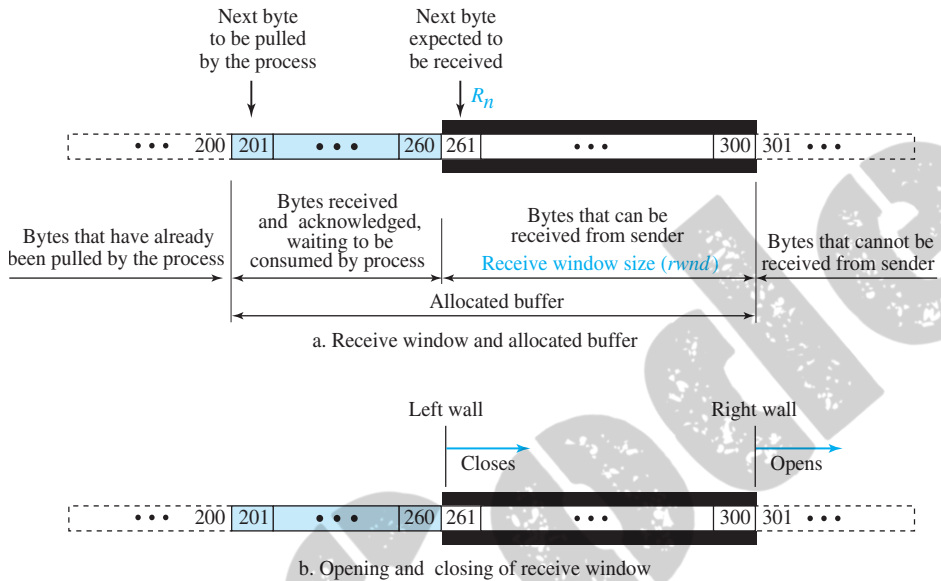 Next byte
to be pulled
by the process
Next byte
expected to
be received
Rn
• • • 200 201 • • • 260 261 • • • 300 301 • • •
Bytes that have already
been pulled by the process
Bytes received
and acknowledged,
waiting to be
consumed by process
Bytes that can be
received from sender
Receive window size (rwnd)
Bytes that cannot be
received from sender
Allocated buffer
a. Receive window and allocated buffer
Left wall
Right wall
Closes
Opens
• • • 200 201 • • • 260 261 • • • 300 301 • • •
b. Opening and closing of receive window